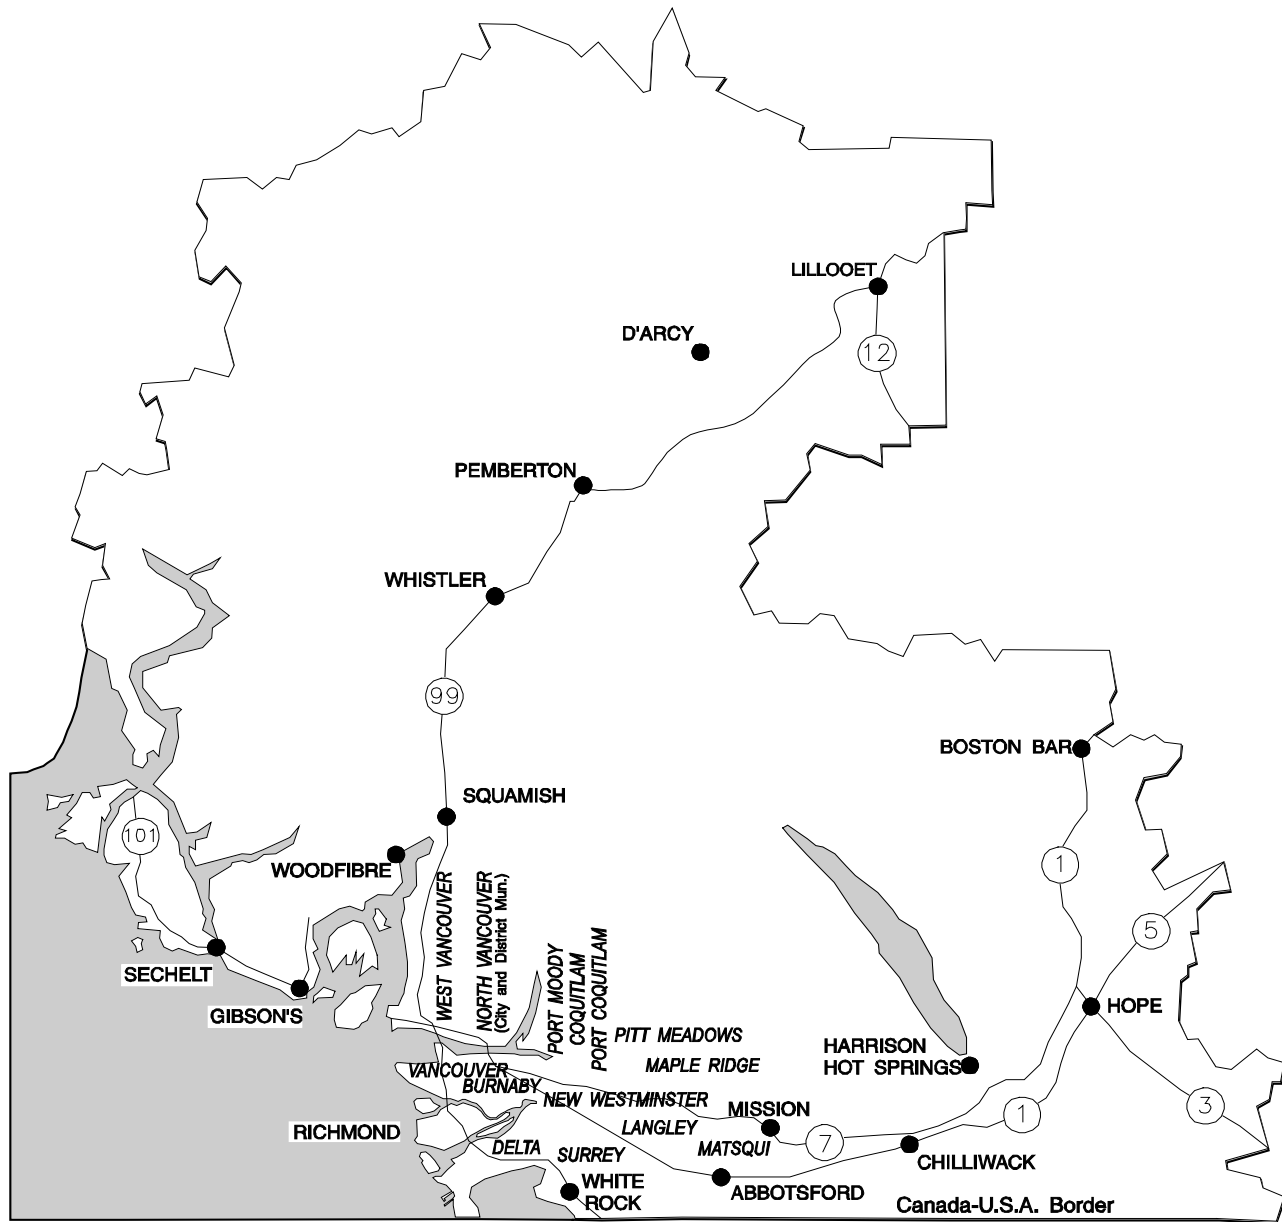 LILLOOET
D'ARCY
12
PEMBERTON
WHISTLER
99
BOSTON BAR
SQUAMISH
101
WOODFIBRE
1
5
WEST VANCOUVER
NORTH VANCOUVER
(City and District Mun.)
PORT MOODY
COQUITLAM
PORT COQUITLAM
SECHELT
GIBSON'S
HOPE
PITT MEADOWS
HARRISON
HOT SPRINGS
MAPLE RIDGE
VANCOUVER
BURNABY
NEW WESTMINSTER
MISSION
1
3
RICHMOND
LANGLEY
7
DELTA
SURREY
MATSQUI
CHILLIWACK
WHITE
ROCK
ABBOTSFORD
Canada-U.S.A. Border